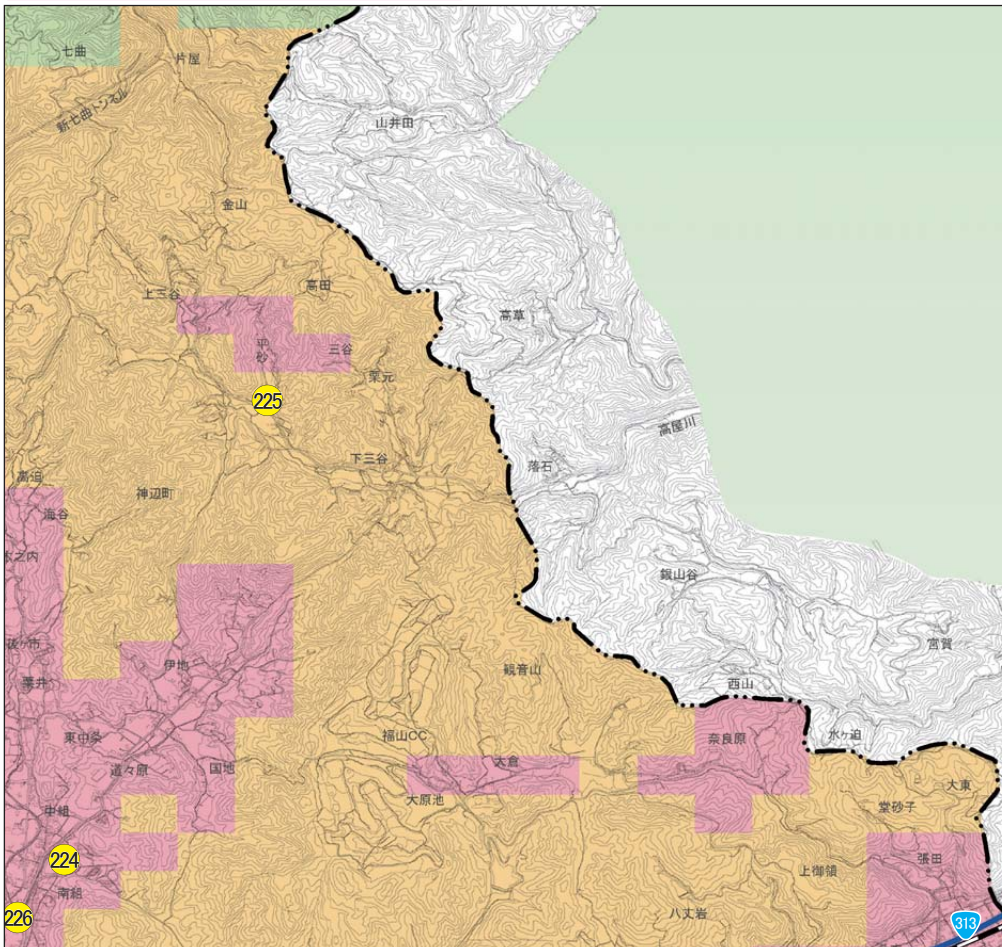 七曲
片屋
新七曲トンネル
山井田
金山
高田
上三谷
高草
平砂
三谷
栗元
225
高屋川
下三谷
落石
高迫
神辺町
海谷
銀山谷
宮賀
伊地
観音山
西山
粟井
東中条
道々原
国地
福山CC
大倉
大原池
奈良原
水ヶ迫
大東
堂砂子
中組
224
南組
上御領
張田
226
八丈岩
313